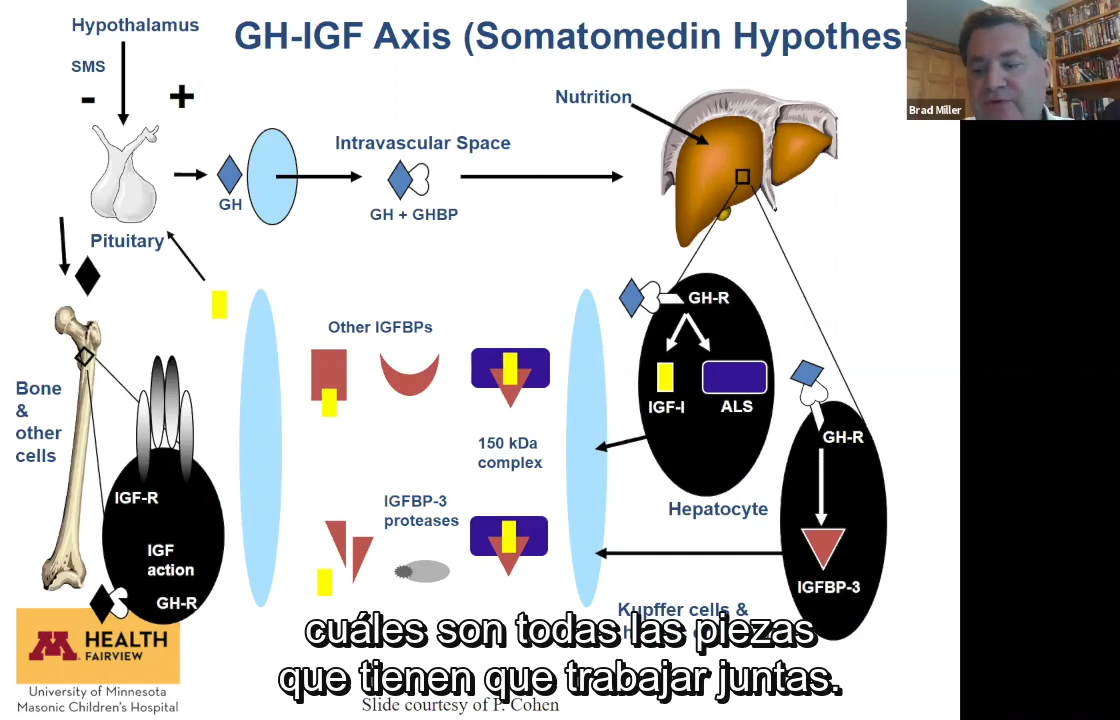 Hypothalamus
GH-IGF Axis (Somatomedin Hypothesi
SMS
-
+
Nutrition
Brad Miller
Intravascular Space
GH
GH + GHBP
Pituitary
GH-R
Other IGFBPs
IGF-I
ALS
Bone
&
other
cells
150 kDa
complex
GH-R
IGF-R
IGFBP-3
proteases
Hepatocyte
IGF
action
IGFBP-3
GH-R
Kupffer cells &
cuáles son todas las piezas
que tienen que trabajar juntas.
M
HEALTH
FAIRVIEW
University of Minnesota
Masonic Children's Hospital
Slide courtesy of P. Cohen